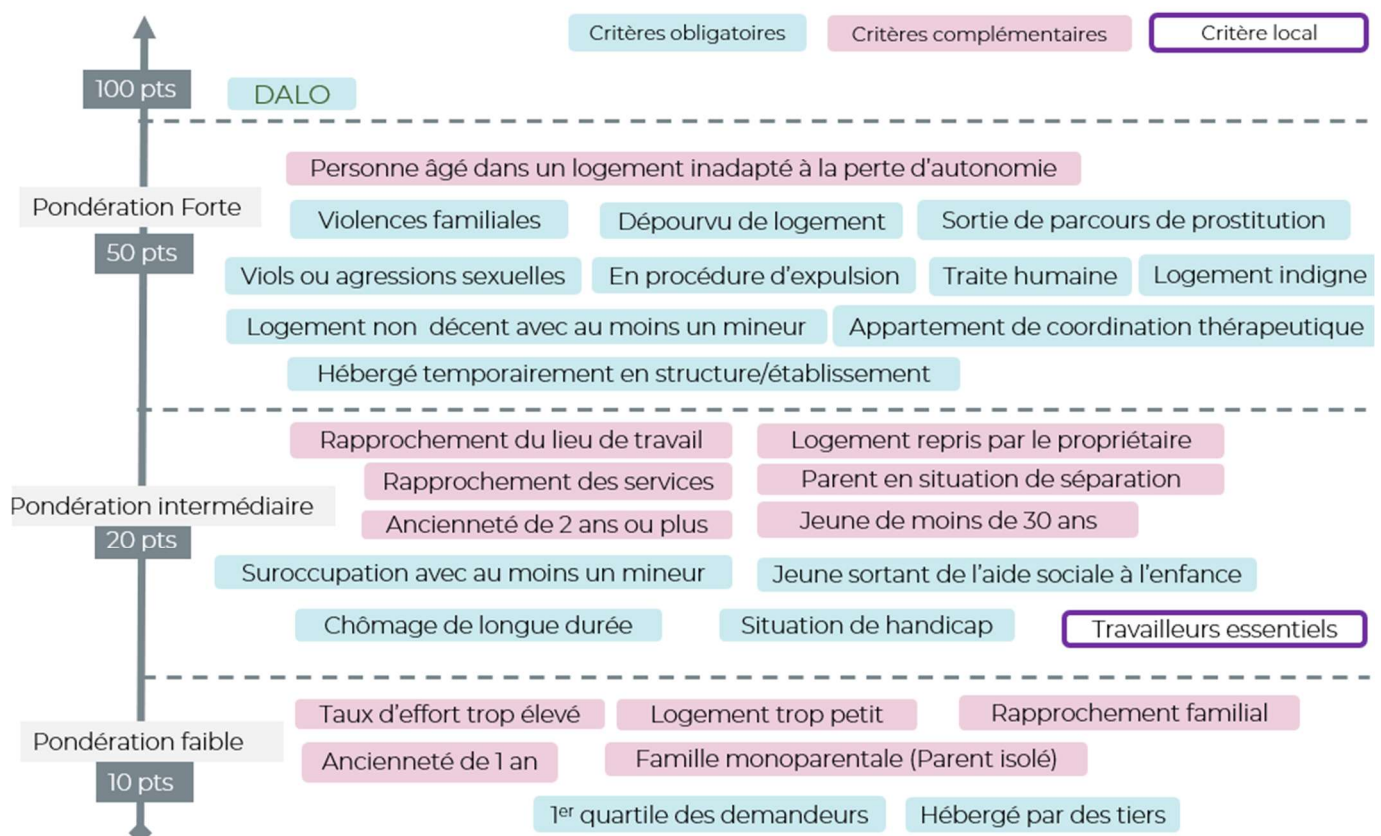 Critères obligatoires
Critères complémentaires
Critère local
100 pts
DALO
Personne âgé dans un logement inadapté à la perte d'autonomie
Pondération Forte
50 pts
Violences familiales
Dépourvu de logement
Sortie de parcours de prostitution
Viols ou agressions sexuelles
En procédure d'expulsion
Traite humaine
Logement indigne
Logement non décent avec au moins un mineur
Appartement de coordination thérapeutique
Hébergé temporairement en structure/établissement
Pondération intermédiaire
20 pts
Rapprochement du lieu de travail
Logement repris par le propriétaire
Rapprochement des services
Parent en situation de séparation
Ancienneté de 2 ans ou plus
Jeune de moins de 30 ans
Suroccupation avec au moins un mineur
Jeune sortant de l'aide sociale à l'enfance
Chômage de longue durée
Situation de handicap
Travailleurs essentiels
Pondération faible
10 pts
Taux d'effort trop élevé
Logement trop petit
Rapprochement familial
Ancienneté de 1 an
Famille monoparentale (Parent isolé)
1er quartile des demandeurs
Hébergé par des tiers